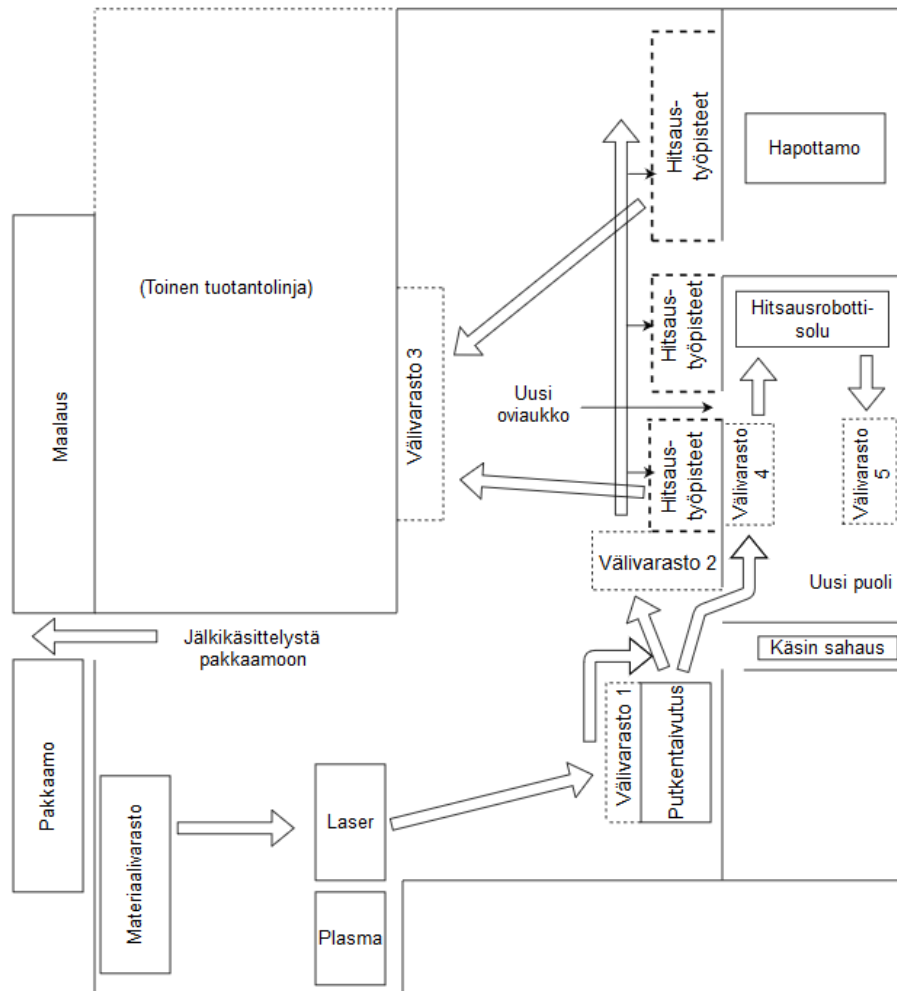 Hitsaus-
työpisteet
Hapottamo
(Toinen tuotantolinja)
Hitsaus-
työpisteet
Hitsausrobotti-
solu
Maalaus
Välivarasto 3
Uusi
oviaukko
Hitsaus-
työpisteet
Välivarasto
4
Välivarasto
5
Välivarasto 2
Uusi puoli
Jälkikäsittelystä
pakkaamoon
Käsin sahaus
Välivarasto 1
Putkentaivutus
Pakkaamo
Materiaalivarasto
Laser
Plasma